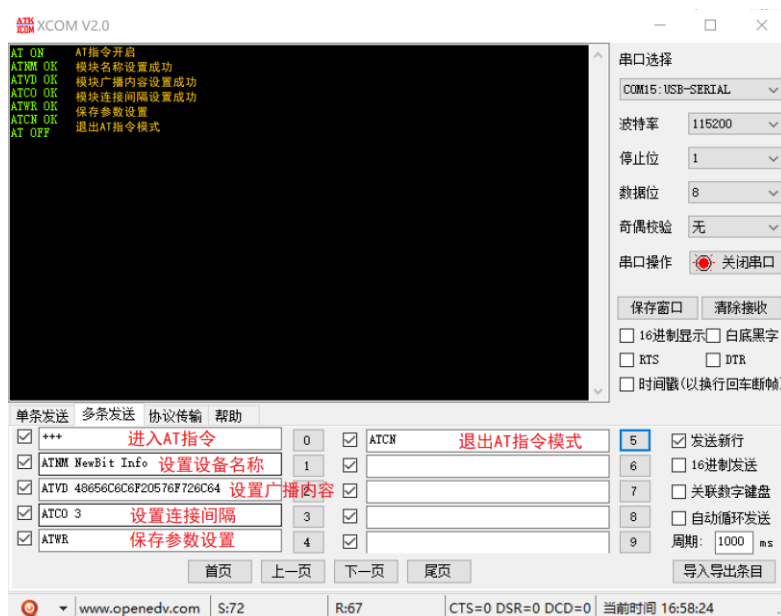 ATK XCOM XCOM V2.0
AT ON AT指令开启
ATNM OK 模块名称设置成功
ATVD OK 模块广播内容设置成功
ATCO OK 模块连接间隔设置成功
ATWR OK 保存参数设置
ATCN OK 退出AT指令模式
AT OFF
串口选择
COM15:USB-SERIAL
波特率 115200
停止位 1
数据位 8
奇偶校验 无
串口操作 关闭串口
保存窗口 清除接收
16进制显示 白底黑字
RTS DTR
时间戳(以换行回车断帧)
单条发送 多条发送 协议传输 帮助
+++ 进入AT指令 0 ATCN 退出AT指令模式 5 发送新行
ATNM NewBit Info 设置设备名称 1 6 16进制发送
ATVD 48656C6C6F20576F726C64 设置广播内容 2 7 关联数字键盘
ATCO 3 设置连接间隔 3 8 自动循环发送
ATWR 保存参数设置 4 9 周期: 1000 ms
首页 上一页 下一页 尾页 导入导出条目
www.openedv.com S:72 R:67 CTS=0 DSR=0 DCD=0 当前时间 16:58:24